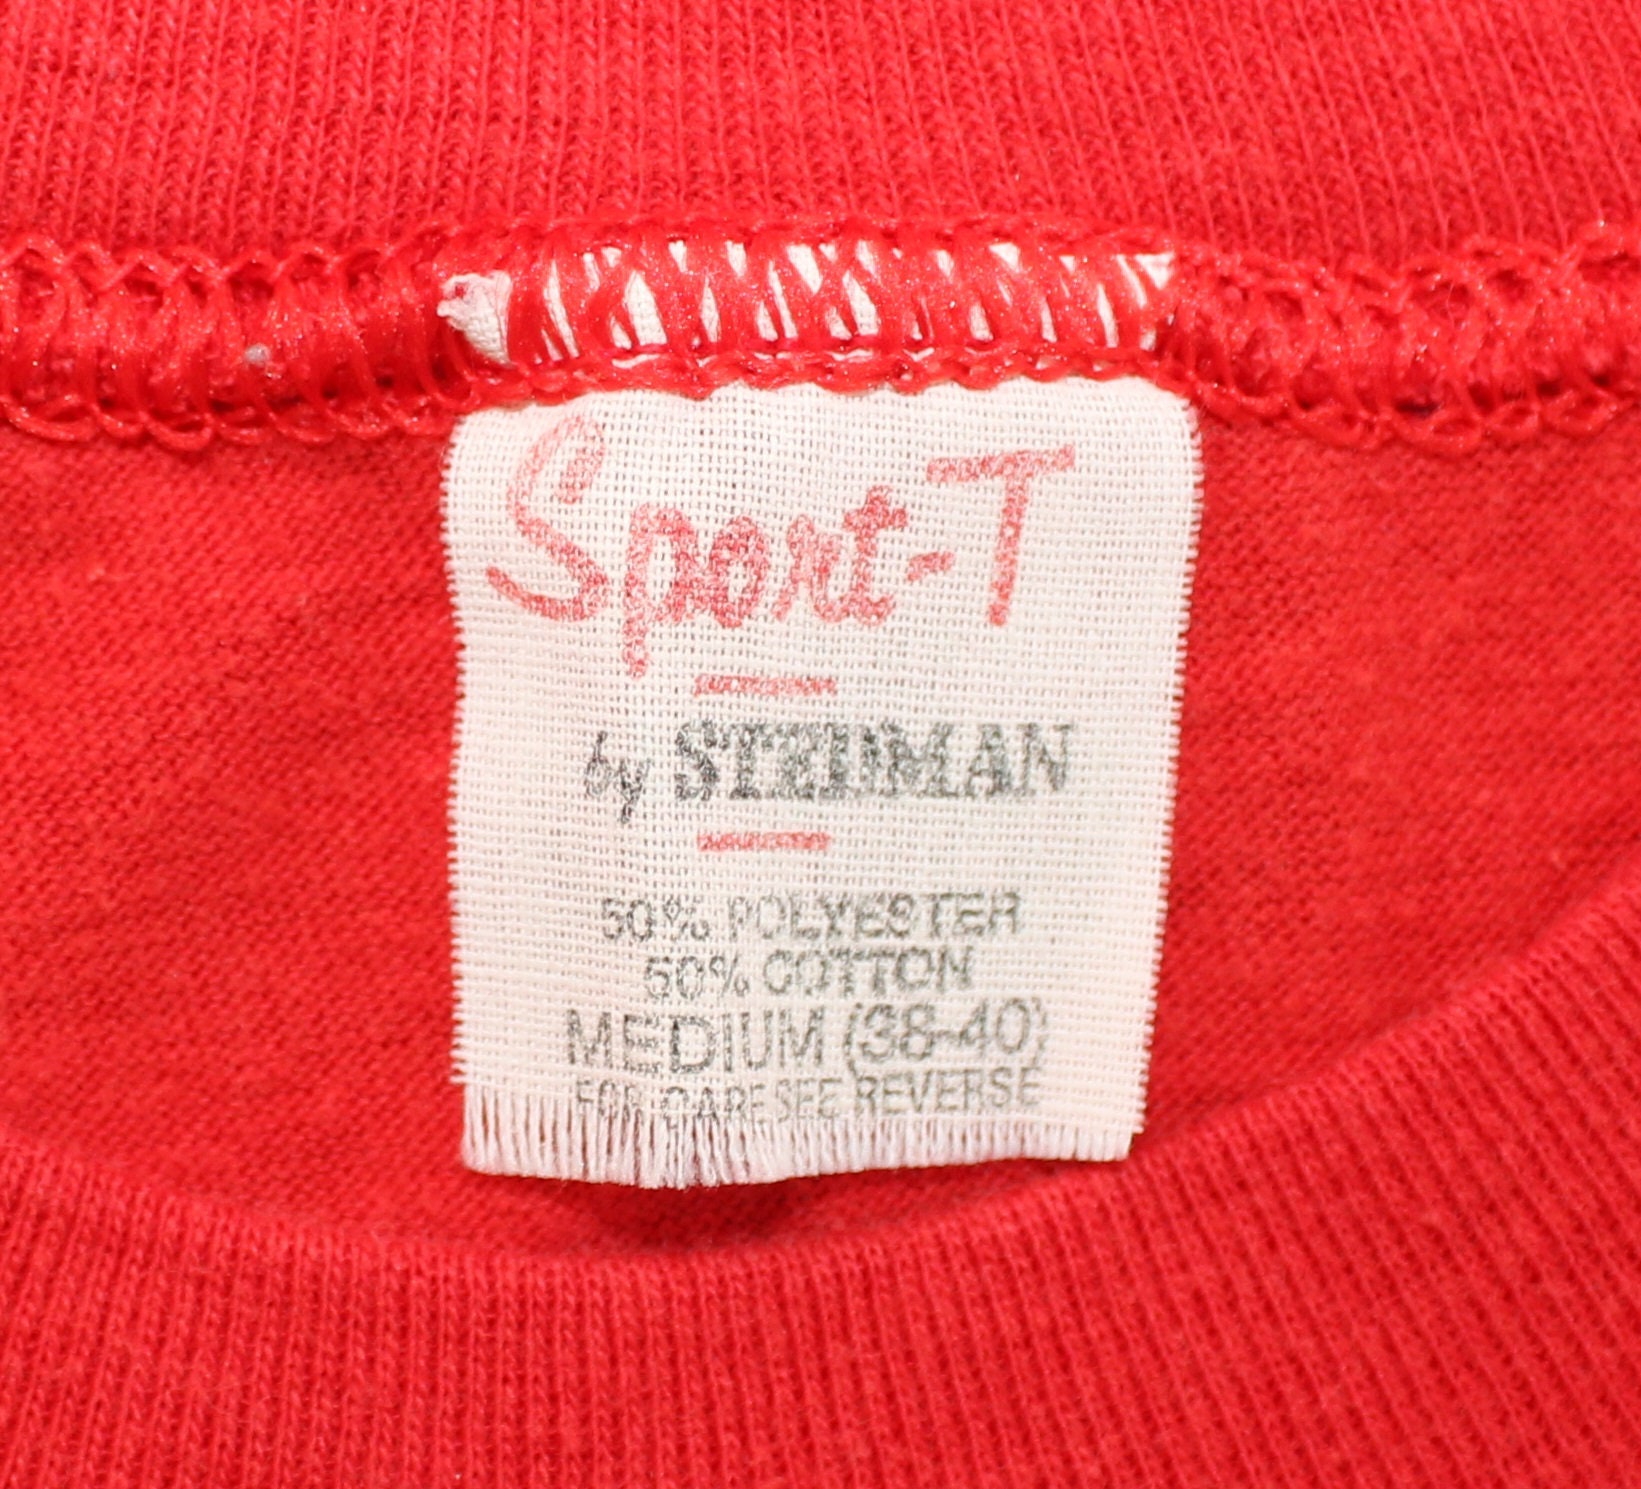 Sport-T
by STEDMAN
50% POLYESTER
50% COTTON
MEDIUM (38-40)
FOR CARE SEE REVERSE